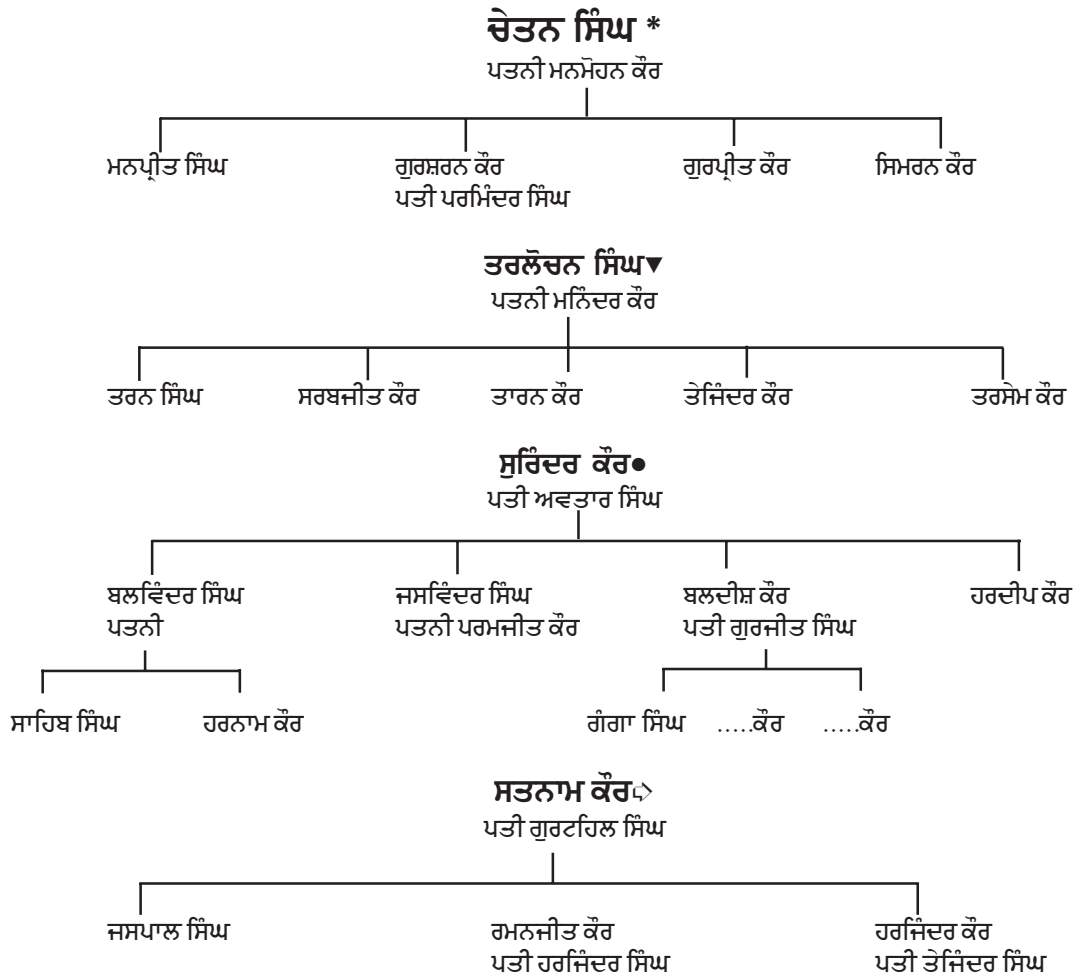 ਚੇਤਨ ਸਿੰਘ *
ਪਤਨੀ ਮਨਮੋਹਨ ਕੌਰ
ਮਨਪ੍ਰੀਤ ਸਿੰਘ ਗੁਰਸ਼ਰਨ ਕੌਰ ਗੁਰਪ੍ਰੀਤ ਕੌਰ ਸਿਮਰਨ ਕੌਰ
ਪਤੀ ਪਰਮਿੰਦਰ ਸਿੰਘ
ਤਰਲੋਚਨ ਸਿੰਘ▼
ਪਤਨੀ ਮਨਿੰਦਰ ਕੌਰ
ਤਰਨ ਸਿੰਘ ਸਰਬਜੀਤ ਕੌਰ ਤਾਰਨ ਕੌਰ ਤੇਜਿੰਦਰ ਕੌਰ ਤਰਸੇਮ ਕੌਰ
ਸੁਰਿੰਦਰ ਕੌਰ●
ਪਤੀ ਅਵਤਾਰ ਸਿੰਘ
ਬਲਵਿੰਦਰ ਸਿੰਘ ਜਸਵਿੰਦਰ ਸਿੰਘ ਬਲਦੀਸ਼ ਕੌਰ ਹਰਦੀਪ ਕੌਰ
ਪਤਨੀ ਪਤਨੀ ਪਰਮਜੀਤ ਕੌਰ ਪਤੀ ਗੁਰਜੀਤ ਸਿੰਘ
ਸਾਹਿਬ ਸਿੰਘ ਹਰਨਾਮ ਕੌਰ ਗੰਗਾ ਸਿੰਘ .....ਕੌਰ .....ਕੌਰ
ਸਤਨਾਮ ਕੌਰ➪
ਪਤੀ ਗੁਰਟਹਿਲ ਸਿੰਘ
ਜਸਪਾਲ ਸਿੰਘ ਰਮਨਜੀਤ ਕੌਰ ਹਰਜਿੰਦਰ ਕੌਰ
ਪਤੀ ਹਰਜਿੰਦਰ ਸਿੰਘ ਪਤੀ ਤੇਜਿੰਦਰ ਸਿੰਘ